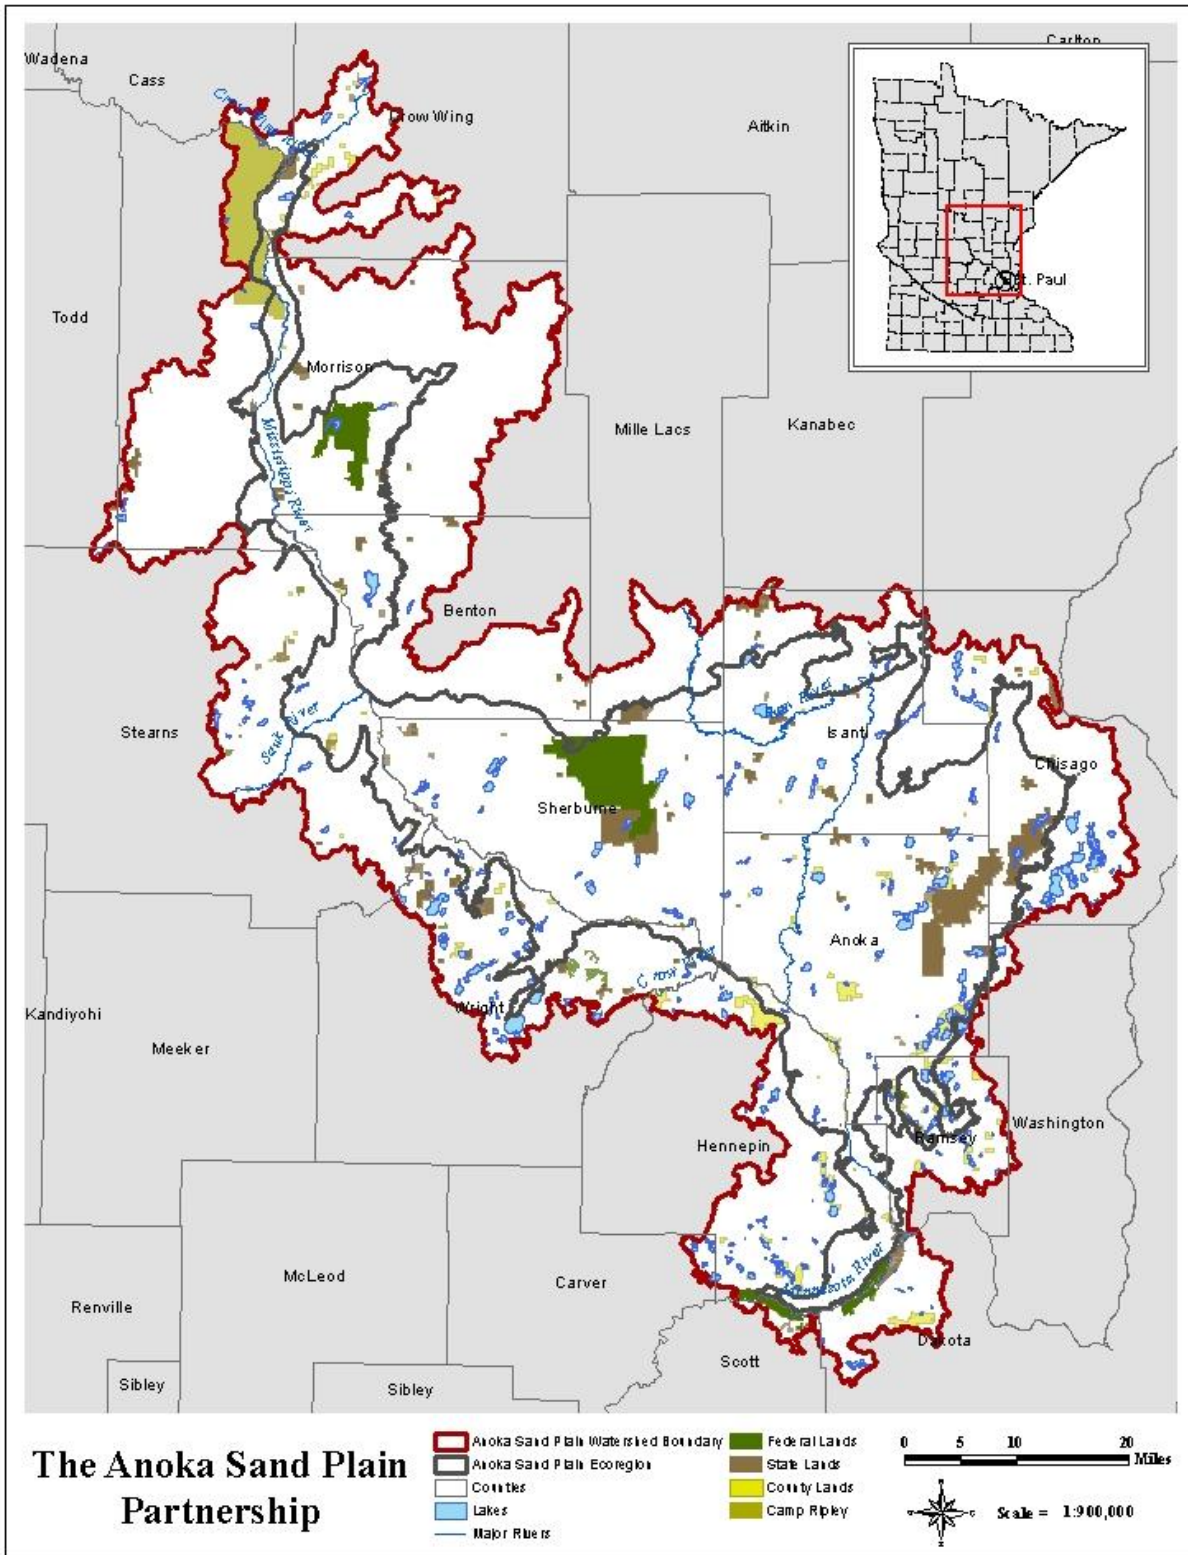 Wadena
Cass
Carlton
Crow Wing
Aitkin
St. Paul
Todd
Morrison
Mille Lacs
Kanabec
Mississippi River
Benton
Stearns
Sauk River
Rum River
Isanti
Chisago
Sherburne
Anoka
Crow River
Wright
Kandiyohi
Meeker
Hennepin
Ramsey
Washington
Minnesota River
McLeod
Carver
Renville
Dakota
Scott
Sibley
Sibley
The Anoka Sand Plain
Partnership
Anoka Sand Plain Watershed Boundary
Anoka Sand Plain Ecoregion
Counties
Lakes
Major Rivers
Federal Lands
State Lands
County Lands
Camp Ripley
0 5 10 20
Miles
Scale = 1:900,000